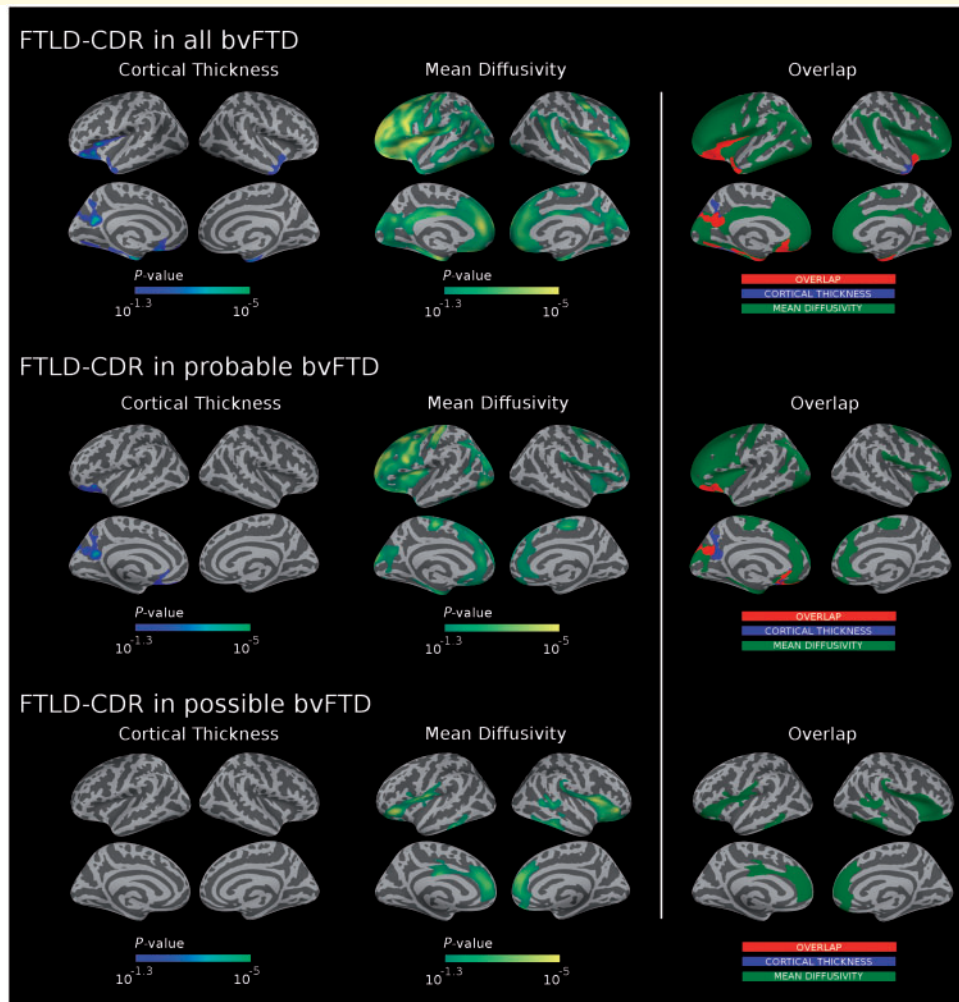 FTLD-CDR in all bvFTD
Cortical Thickness Mean Diffusivity Overlap
P-value P-value
10^-1.3 10^-5 10^-1.3 10^-5
OVERLAP
CORTICAL THICKNESS
MEAN DIFFUSIVITY
FTLD-CDR in probable bvFTD
Cortical Thickness Mean Diffusivity Overlap
P-value P-value
10^-1.3 10^-5 10^-1.3 10^-5
OVERLAP
CORTICAL THICKNESS
MEAN DIFFUSIVITY
FTLD-CDR in possible bvFTD
Cortical Thickness Mean Diffusivity Overlap
P-value P-value
10^-1.3 10^-5 10^-1.3 10^-5
OVERLAP
CORTICAL THICKNESS
MEAN DIFFUSIVITY